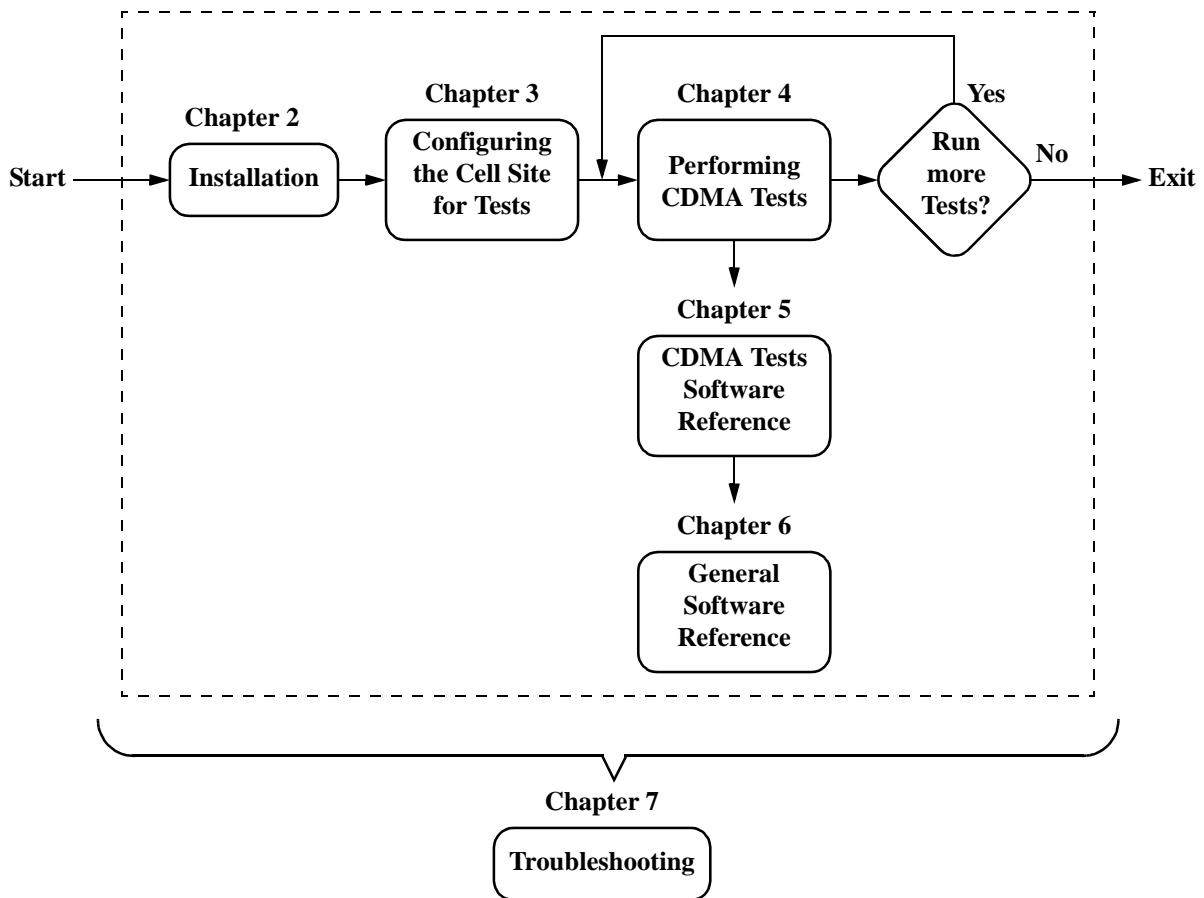 Start
Chapter 2
Installation
Chapter 3
Configuring
the Cell Site
for Tests
Chapter 4
Performing
CDMA Tests
Yes
Run
more
Tests?
No
Exit
Chapter 5
CDMA Tests
Software
Reference
Chapter 6
General
Software
Reference
Chapter 7
Troubleshooting